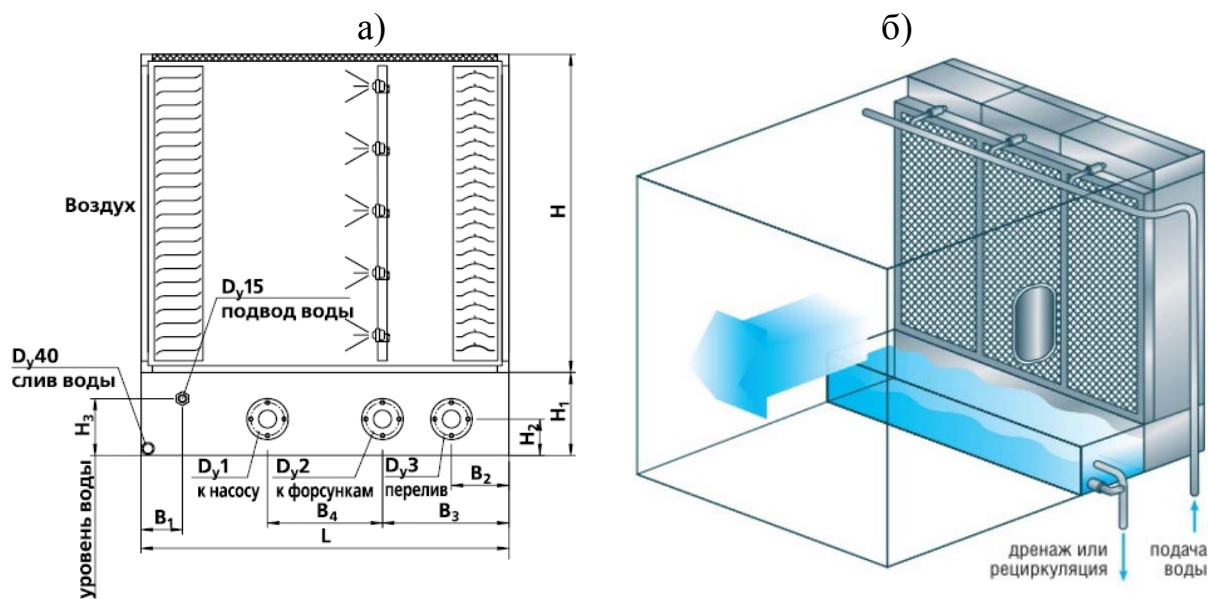 а)
б)
Воздух
H
Dу15
подвод воды
Dу40
слив воды
H3
H1
H2
Dу1
к насосу
Dу2
к форсункам
Dу3
перелив
B2
B1
B4
B3
L
уровень воды
дренаж или
рециркуляция
подача
воды